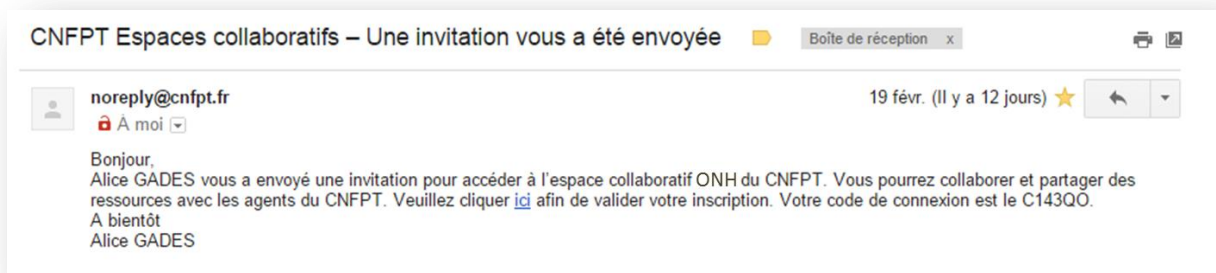 CNFPT Espaces collaboratifs – Une invitation vous a été envoyée Boîte de réception x
noreply@cnfpt.fr 19 févr. (Il y a 12 jours)
À moi
Bonjour,
Alice GADES vous a envoyé une invitation pour accéder à l'espace collaboratif ONH du CNFPT. Vous pourrez collaborer et partager des
ressources avec les agents du CNFPT. Veuillez cliquer ici afin de valider votre inscription. Votre code de connexion est le C143QO.
A bientôt
Alice GADES